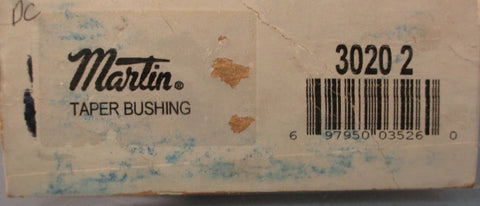 DC
Martin®
TAPER BUSHING
3020 2
6 97950 03526 0